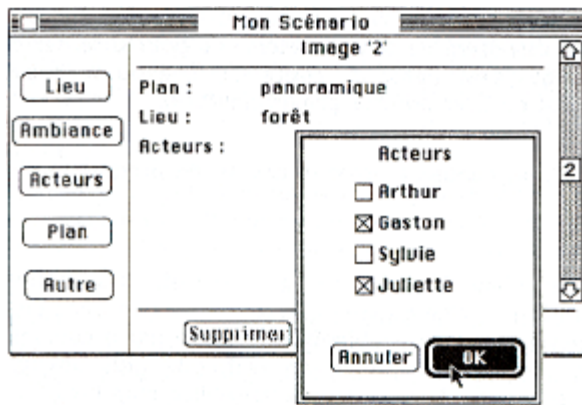 Mon Scénario
Image '2'
Lieu
Ambiance
Acteurs
Plan
Autre
Plan : panoramique
Lieu : forêt
Acteurs :
2
Supprimer
Acteurs
Arthur
Gaston
Sylvie
Juliette
Annuler
OK